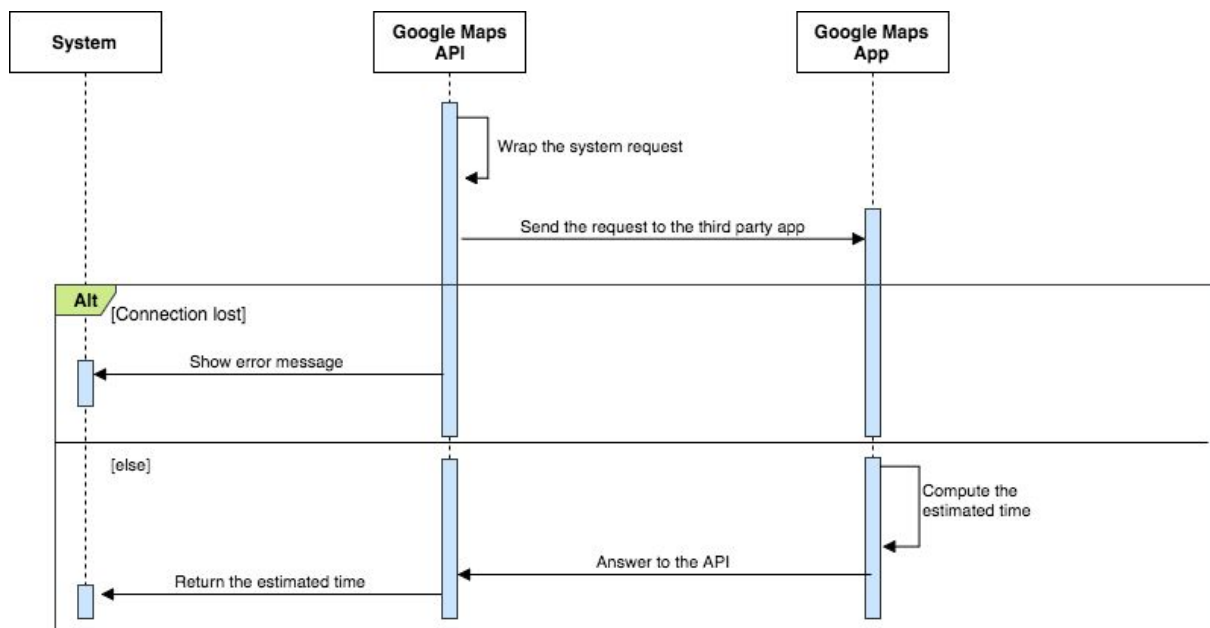 System
Google Maps
API
Google Maps
App
Wrap the system request
Send the request to the third party app
Alt
[Connection lost]
Show error message
[else]
Compute the
estimated time
Answer to the API
Return the estimated time